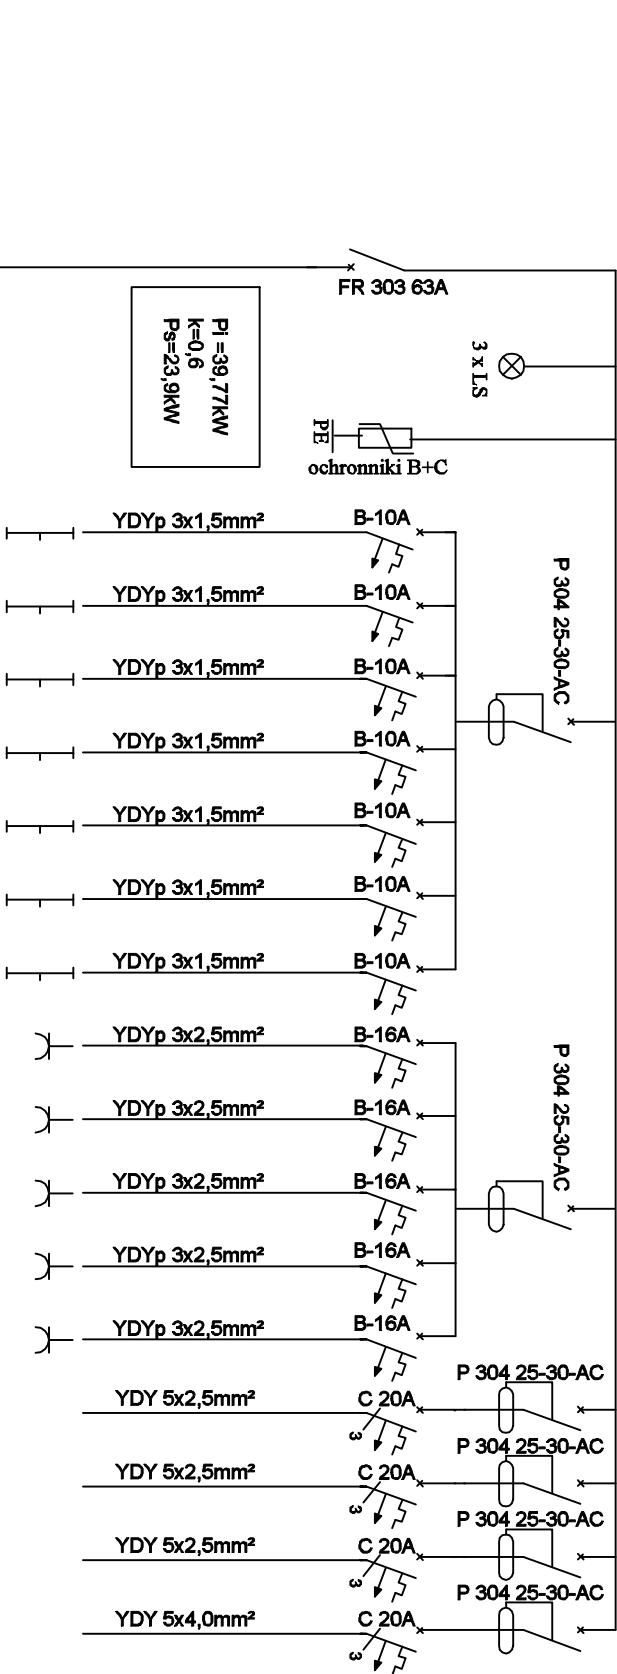 FR 303 63A
3 x LS
Pi =39,77kW
k=0,6
Ps=23,9kW
PE
ochronniki B+C
YDYp 3x1,5mm² B-10A
P 304 25-30-AC
YDYp 3x1,5mm² B-10A
YDYp 3x1,5mm² B-10A
YDYp 3x1,5mm² B-10A
YDYp 3x1,5mm² B-10A
YDYp 3x1,5mm² B-10A
YDYp 3x1,5mm² B-10A
YDYp 3x2,5mm² B-16A
P 304 25-30-AC
YDYp 3x2,5mm² B-16A
YDYp 3x2,5mm² B-16A
YDYp 3x2,5mm² B-16A
YDYp 3x2,5mm² B-16A
P 304 25-30-AC
YDY 5x2,5mm² C 20A
3
P 304 25-30-AC
YDY 5x2,5mm² C 20A
3
P 304 25-30-AC
YDY 5x2,5mm² C 20A
3
P 304 25-30-AC
YDY 5x4,0mm² C 20A
3